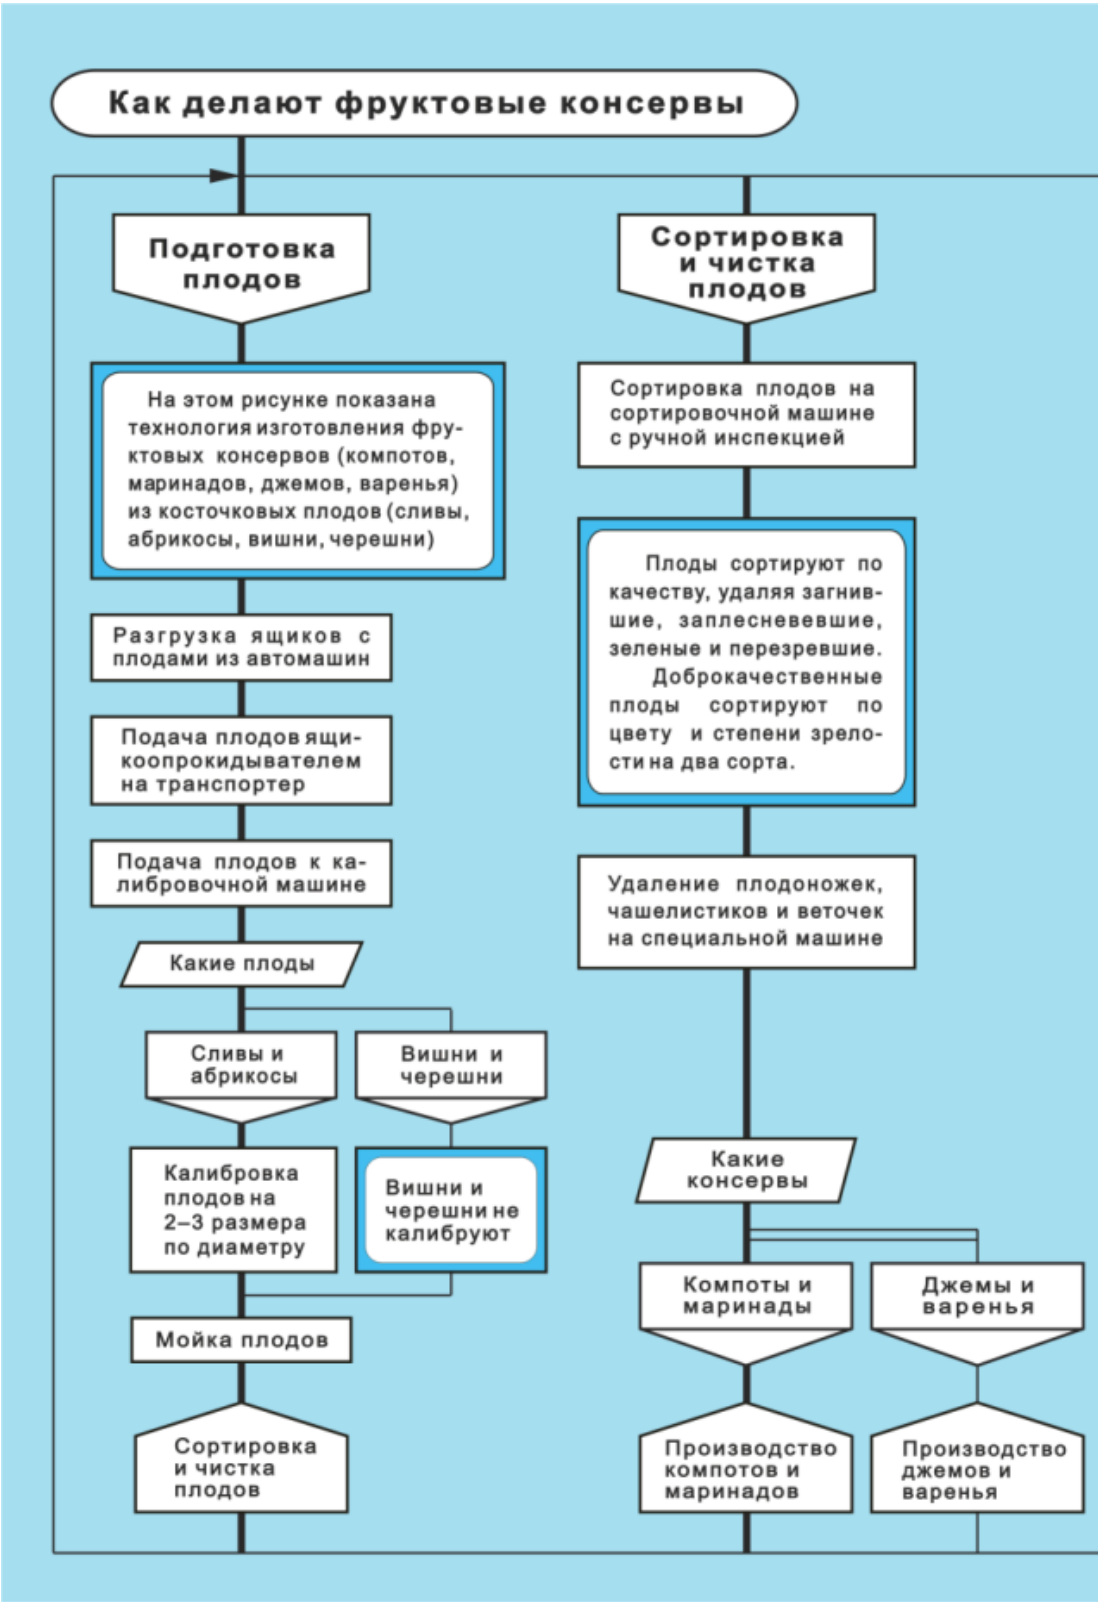 Как делают фруктовые консервы
Подготовка
плодов
На этом рисунке показана
технология изготовления фру-
ктовых консервов (компотов,
маринадов, джемов, варенья)
из косточковых плодов (сливы,
абрикосы, вишни, черешни)
Разгрузка ящиков с
плодами из автомашин
Подача плодов ящи-
коопрокидывателем
на транспортер
Подача плодов к ка-
либровочной машине
Какие плоды
Сливы и
абрикосы
Вишни и
черешни
Калибровка
плодов на
2–3 размера
по диаметру
Вишни и
черешни не
калибруют
Мойка плодов
Сортировка
и чистка
плодов
Сортировка
и чистка
плодов
Сортировка плодов на
сортировочной машине
с ручной инспекцией
Плоды сортируют по
качеству, удаляя загнив-
шие, заплесневевшие,
зеленые и перезревшие.
Доброкачественные
плоды сортируют по
цвету и степени зрело-
сти на два сорта.
Удаление плодоножек,
чашелистиков и веточек
на специальной машине
Какие
консервы
Компоты и
маринады
Джемы и
варенья
Производство
компотов и
маринадов
Производство
джемов и
варенья